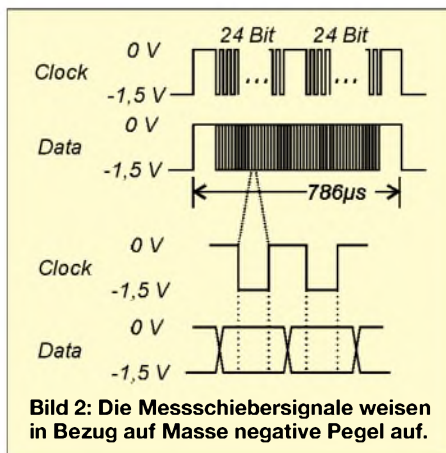 24 Bit 24 Bit
0 V
Clock
...
...
-1,5 V
0 V
Data
-1,5 V
786µs
0 V
Clock
-1,5 V
0 V
Data
-1,5 V
Bild 2: Die Messschiebersignale weisen
in Bezug auf Masse negative Pegel auf.